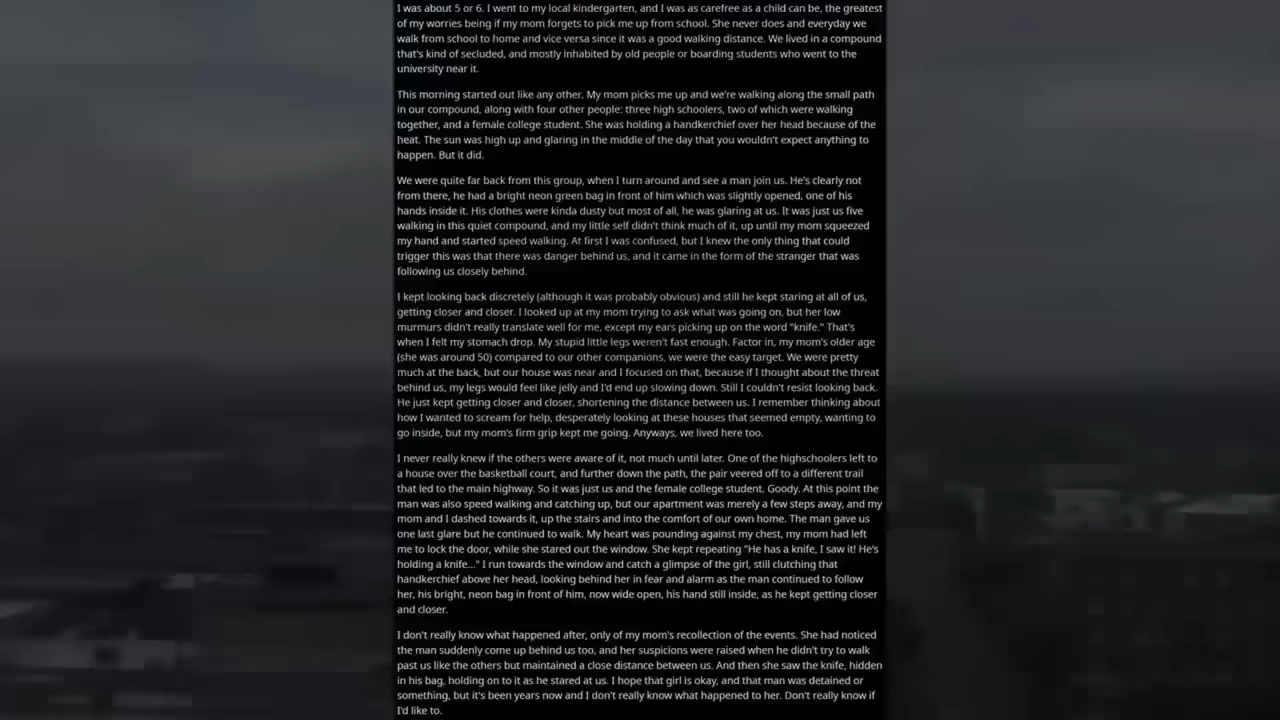 I was about 5 or 6. I went to my local kindergarten, and I was as carefree as a child can be, the greatest
of my worries being if my mom forgets to pick me up from school. She never does and everyday we
walk from school to home and vice versa since it was a good walking distance. We lived in a compound
that's kind of secluded, and mostly inhabited by old people or boarding students who went to the
university near it.
This morning started out like any other. My mom picks me up and we're walking along the small path
in our compound, along with four other people: three high schoolers, two of which were walking
together, and a female college student. She was holding a handkerchief over her head because of the
heat. The sun was high up and glaring in the middle of the day that you wouldn't expect anything to
happen. But it did.
We were quite far back from this group, when I turn around and see a man join us. He's clearly not
from there, he had a bright neon green bag in front of him which was slightly opened, one of his
hands inside it. His clothes were kinda dusty but most of all, he was glaring at us. It was just us five
walking in this quiet compound, and my little self didn't think much of it, up until my mom squeezed
my hand and started speed walking. At first I was confused, but I knew the only thing that could
trigger this was that there was danger behind us, and it came in the form of the stranger that was
following us closely behind.
I kept looking back discretely (although it was probably obvious) and still he kept staring at all of us,
getting closer and closer. I looked up at my mom trying to ask what was going on, but her low
murmurs didn't really translate well for me, except my ears picking up on the word "knife." That's
when I felt my stomach drop. My stupid little legs weren't fast enough. Factor in, my mom's older age
(she was around 50) compared to our other companions, we were the easy target. We were pretty
much at the back, but our house was near and I focused on that, because if I thought about the threat
behind us, my legs would feel like jelly and I'd end up slowing down. Still I couldn't resist looking back.
He just kept getting closer and closer, shortening the distance between us. I remember thinking about
how I wanted to scream for help, desperately looking at these houses that seemed empty, wanting to
go inside, but my mom's firm grip kept me going. Anyways, we lived here too.
I never really knew if the others were aware of it, not much until later. One of the highschoolers left to
a house over the basketball court, and further down the path, the pair veered off to a different trail
that led to the main highway. So it was just us and the female college student. Goody. At this point the
man was also speed walking and catching up, but our apartment was merely a few steps away, and my
mom and I dashed towards it, up the stairs and into the comfort of our own home. The man gave us
one last glare but he continued to walk. My heart was pounding against my chest, my mom had left
me to lock the door, while she stared out the window. She kept repeating "He has a knife, I saw it! He's
holding a knife..." I run towards the window and catch a glimpse of the girl, still clutching that
handkerchief above her head, looking behind her in fear and alarm as the man continued to follow
her, his bright, neon bag in front of him, now wide open, his hand still inside, as he kept getting closer
and closer.
I don't really know what happened after, only of my mom's recollection of the events. She had noticed
the man suddenly come up behind us too, and her suspicions were raised when he didn't try to walk
past us like the others but maintained a close distance between us. And then she saw the knife, hidden
in his bag, holding on to it as he stared at us. I hope that girl is okay, and that man was detained or
something, but it's been years now and I don't really know what happened to her. Don't really know if
I'd like to.